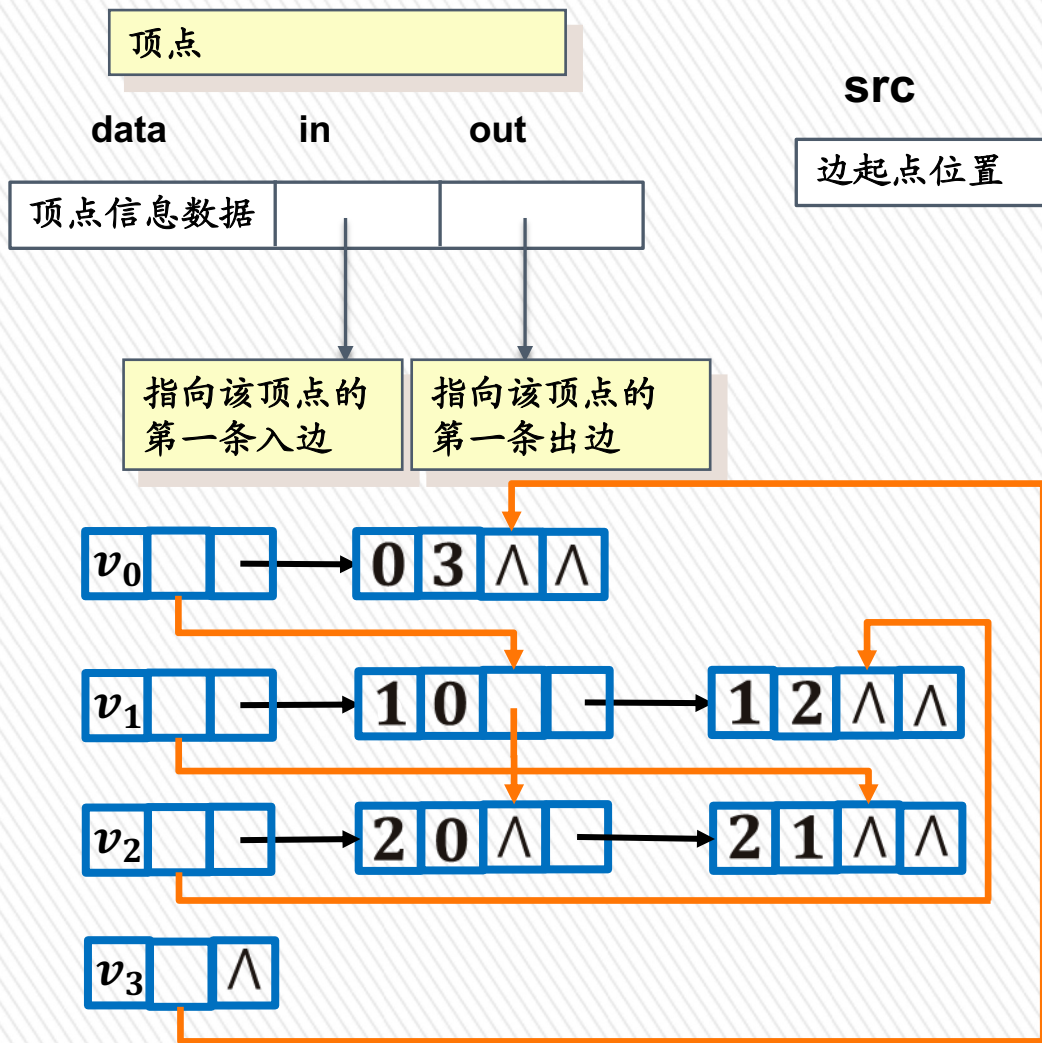 顶点
src
data in out
边起点位置
顶点信息数据
指向该顶点的
第一条入边
指向该顶点的
第一条出边
v₀ 0 3 ∧ ∧
v₁ 1 0 1 2 ∧ ∧
v₂ 2 0 ∧ 2 1 ∧ ∧
v₃ ∧